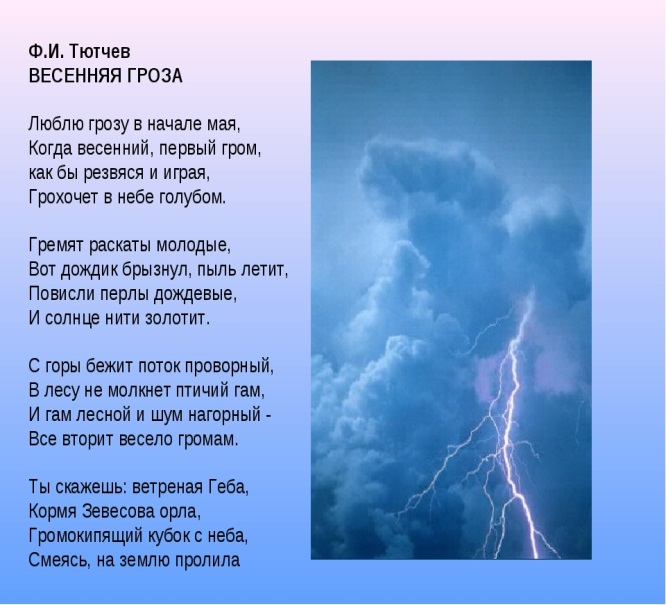 Ф.И. Тютчев
ВЕСЕННЯЯ ГРОЗА
Люблю грозу в начале мая,
Когда весенний, первый гром,
как бы резвяся и играя,
Грохочет в небе голубом.
Гремят раскаты молодые,
Вот дождик брызнул, пыль летит,
Повисли перлы дождевые,
И солнце нити золотит.
С горы бежит поток проворный,
В лесу не молкнет птичий гам,
И гам лесной и шум нагорный -
Все вторит весело громам.
Ты скажешь: ветреная Геба,
Кормя Зевесова орла,
Громокипящий кубок с неба,
Смеясь, на землю пролила